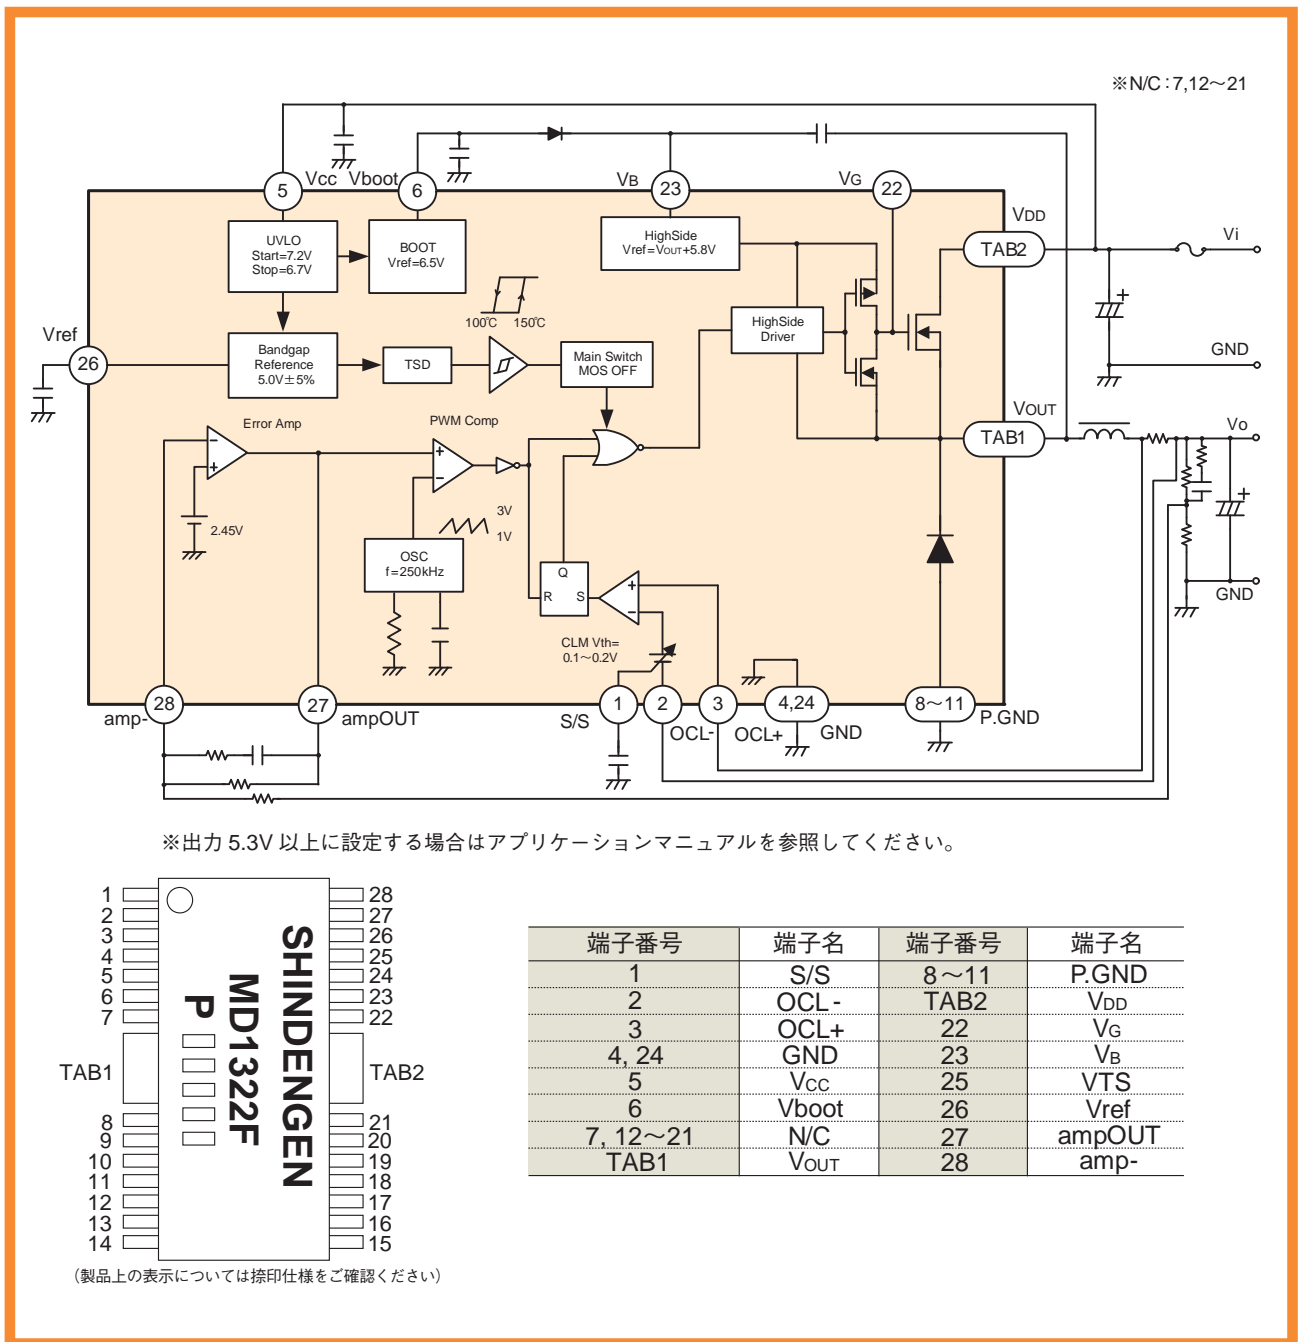 ※N/C：7,12～21
5
Vcc
Vboot
6
VB
23
VG
22
VDD
TAB2
Vi
UVLO
Start=7.2V
Stop=6.7V
BOOT
Vref=6.5V
HighSide
Vref=VOUT+5.8V
100℃
150℃
Vref
26
Bandgap
Reference
5.0V±5%
TSD
Main Switch
MOS OFF
HighSide
Driver
GND
Error Amp
PWM Comp
VOUT
TAB1
Vo
2.45V
3V
1V
OSC
f=250kHz
Q
R
S
GND
CLM Vth=
0.1～0.2V
28
amp-
27
ampOUT
S/S
1
2
OCL-
3
OCL+
4,24
GND
8～11
P.GND
※出力 5.3V 以上に設定する場合はアプリケーションマニュアルを参照してください。
1
2
3
4
5
6
7
TAB1
8
9
10
11
12
13
14
SHINDENGEN
MD1322F
P
28
27
26
25
24
23
22
TAB2
21
20
19
18
17
16
15
（製品上の表示については捺印仕様をご確認ください）
端子番号 端子名 端子番号 端子名
1 S/S 8～11 P.GND
2 OCL- TAB2 VDD
3 OCL+ 22 VG
4, 24 GND 23 VB
5 VCC 25 VTS
6 Vboot 26 Vref
7, 12～21 N/C 27 ampOUT
TAB1 VOUT 28 amp-